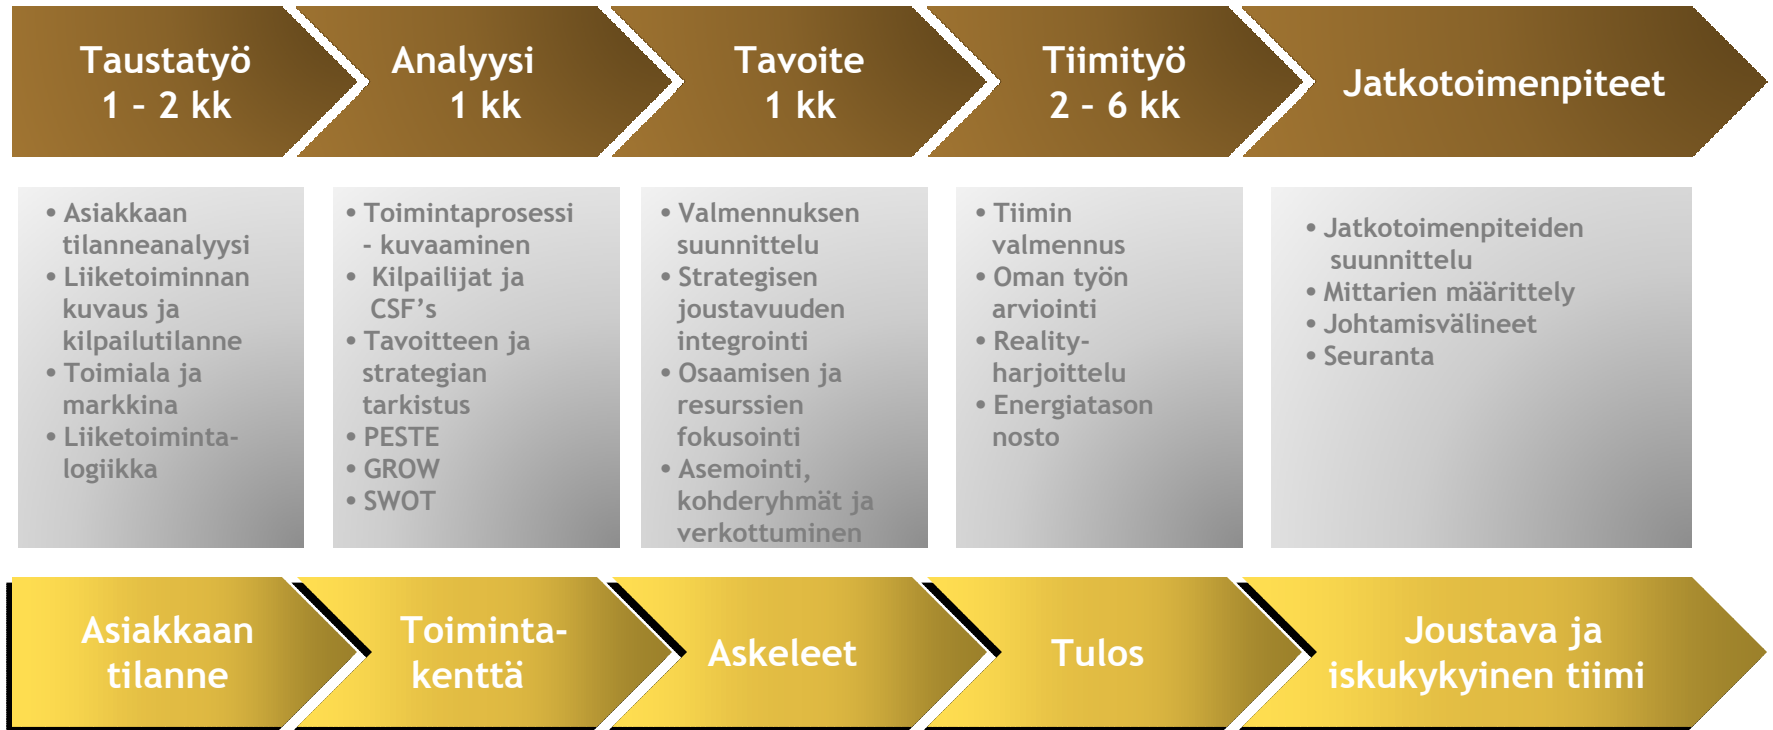 Taustatyö
1 – 2 kk
Analyysi
1 kk
Tavoite
1 kk
Tiimityö
2 – 6 kk
Jatkotoimenpiteet
• Asiakkaan
tilanneanalyysi
• Liiketoiminnan
kuvaus ja
kilpailutilanne
• Toimiala ja
markkina
• Liiketoiminta-
logiikka
• Toimintaprosessi
- kuvaaminen
• Kilpailijat ja
CSF’s
• Tavoitteen ja
strategian
tarkistus
• PESTE
• GROW
• SWOT
• Valmennuksen
suunnittelu
• Strategisen
joustavuuden
integrointi
• Osaamisen ja
resurssien
fokusointi
• Asemointi,
kohderyhmät ja
verkottuminen
• Tiimin
valmennus
• Oman työn
arviointi
• Reality-
harjoittelu
• Energiatason
nosto
• Jatkotoimenpiteiden
suunnittelu
• Mittarien määrittely
• Johtamisvälineet
• Seuranta
Asiakkaan
tilanne
Toiminta-
kenttä
Askeleet
Tulos
Joustava ja
iskukykyinen tiimi